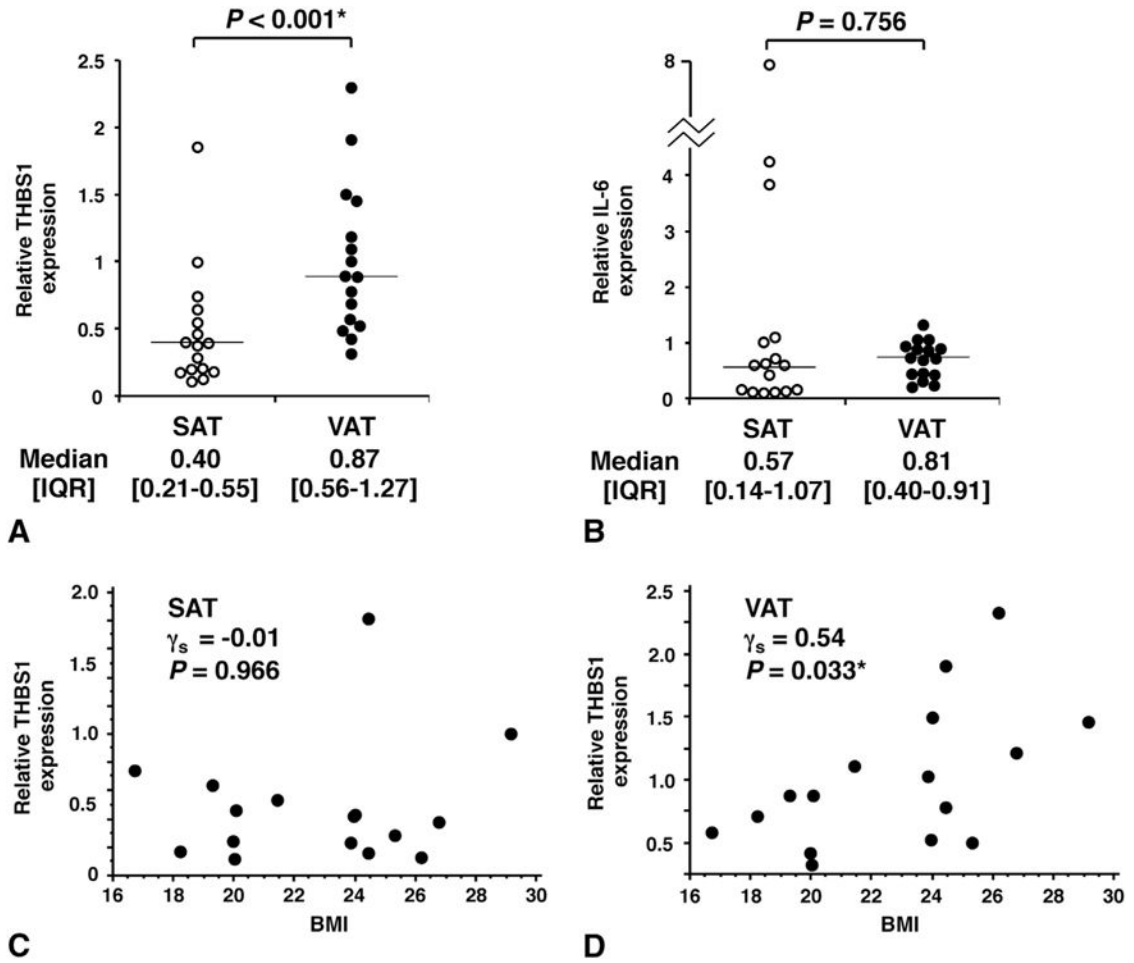 P < 0.001*
2.5
2
1.5
1
0.5
0
Relative THBS1
expression
SAT VAT
Median 0.40 0.87
[IQR] [0.21-0.55] [0.56-1.27]
A
P = 0.756
8
4
3
2
1
0
Relative IL-6
expression
SAT VAT
Median 0.57 0.81
[IQR] [0.14-1.07] [0.40-0.91]
B
2.0
1.5
1.0
0.5
0
Relative THBS1
expression
SAT
γs = -0.01
P = 0.966
16 18 20 22 24 26 28 30
BMI
C
2.5
2.0
1.5
1.0
0.5
Relative THBS1
expression
VAT
γs = 0.54
P = 0.033*
16 18 20 22 24 26 28 30
BMI
D